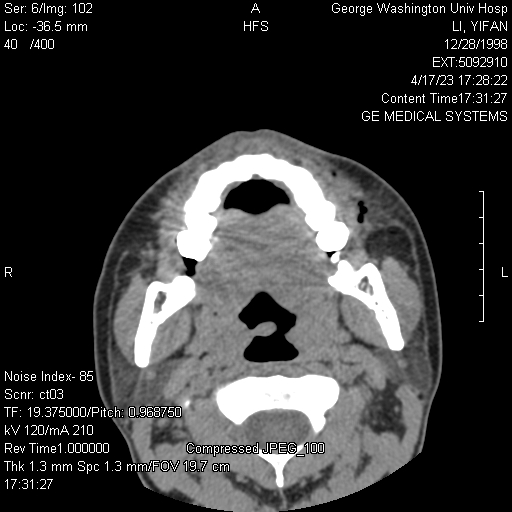 Ser: 6/Img: 102
Loc: -36.5 mm
40 /400
A
HFS
George Washington Univ Hosp
LI, YIFAN
12/28/1998
EXT:5092910
4/17/23 17:28:22
Content Time17:31:27
GE MEDICAL SYSTEMS
R
L
Noise Index- 85
Scnr: ct03
TF: 19.375000/Pitch: 0.968750
kV 120/mA 210
Rev Time1.000000
Compressed JPEG_100
Thk 1.3 mm Spc 1.3 mm/FOV 19.7 cm
17:31:27